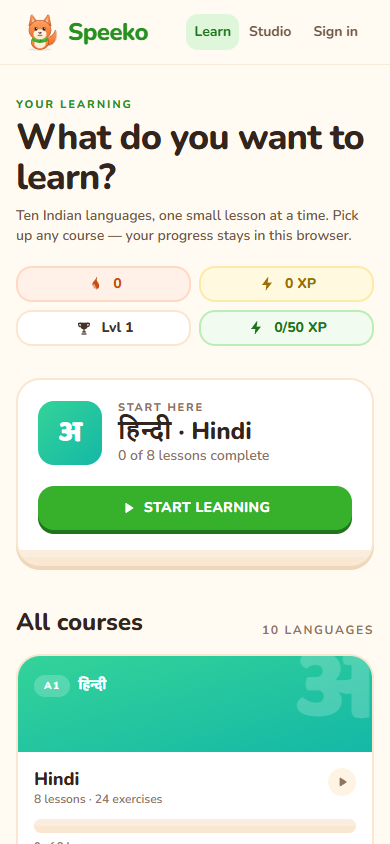 Speeko
Learn
Studio
Sign in
YOUR LEARNING
What do you want to
learn?
Ten Indian languages, one small lesson at a time. Pick
up any course — your progress stays in this browser.
0
0 XP
Lvl 1
0/50 XP
अ
START HERE
हिन्दी · Hindi
0 of 8 lessons complete
START LEARNING
All courses
10 LANGUAGES
A1 हिन्दी
अ
Hindi
8 lessons · 24 exercises